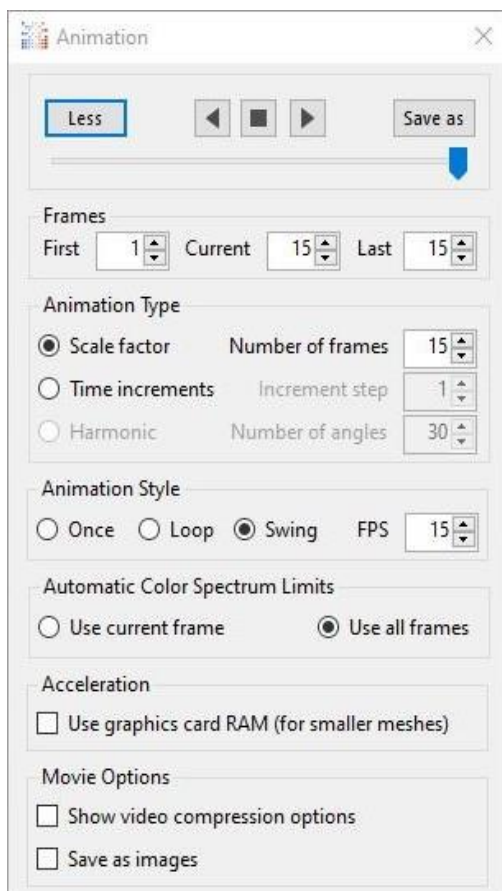 Animation
Less Save as
Frames
First 1 Current 15 Last 15
Animation Type
Scale factor Number of frames 15
Time increments Increment step 1
Harmonic Number of angles 30
Animation Style
Once Loop Swing FPS 15
Automatic Color Spectrum Limits
Use current frame Use all frames
Acceleration
Use graphics card RAM (for smaller meshes)
Movie Options
Show video compression options
Save as images